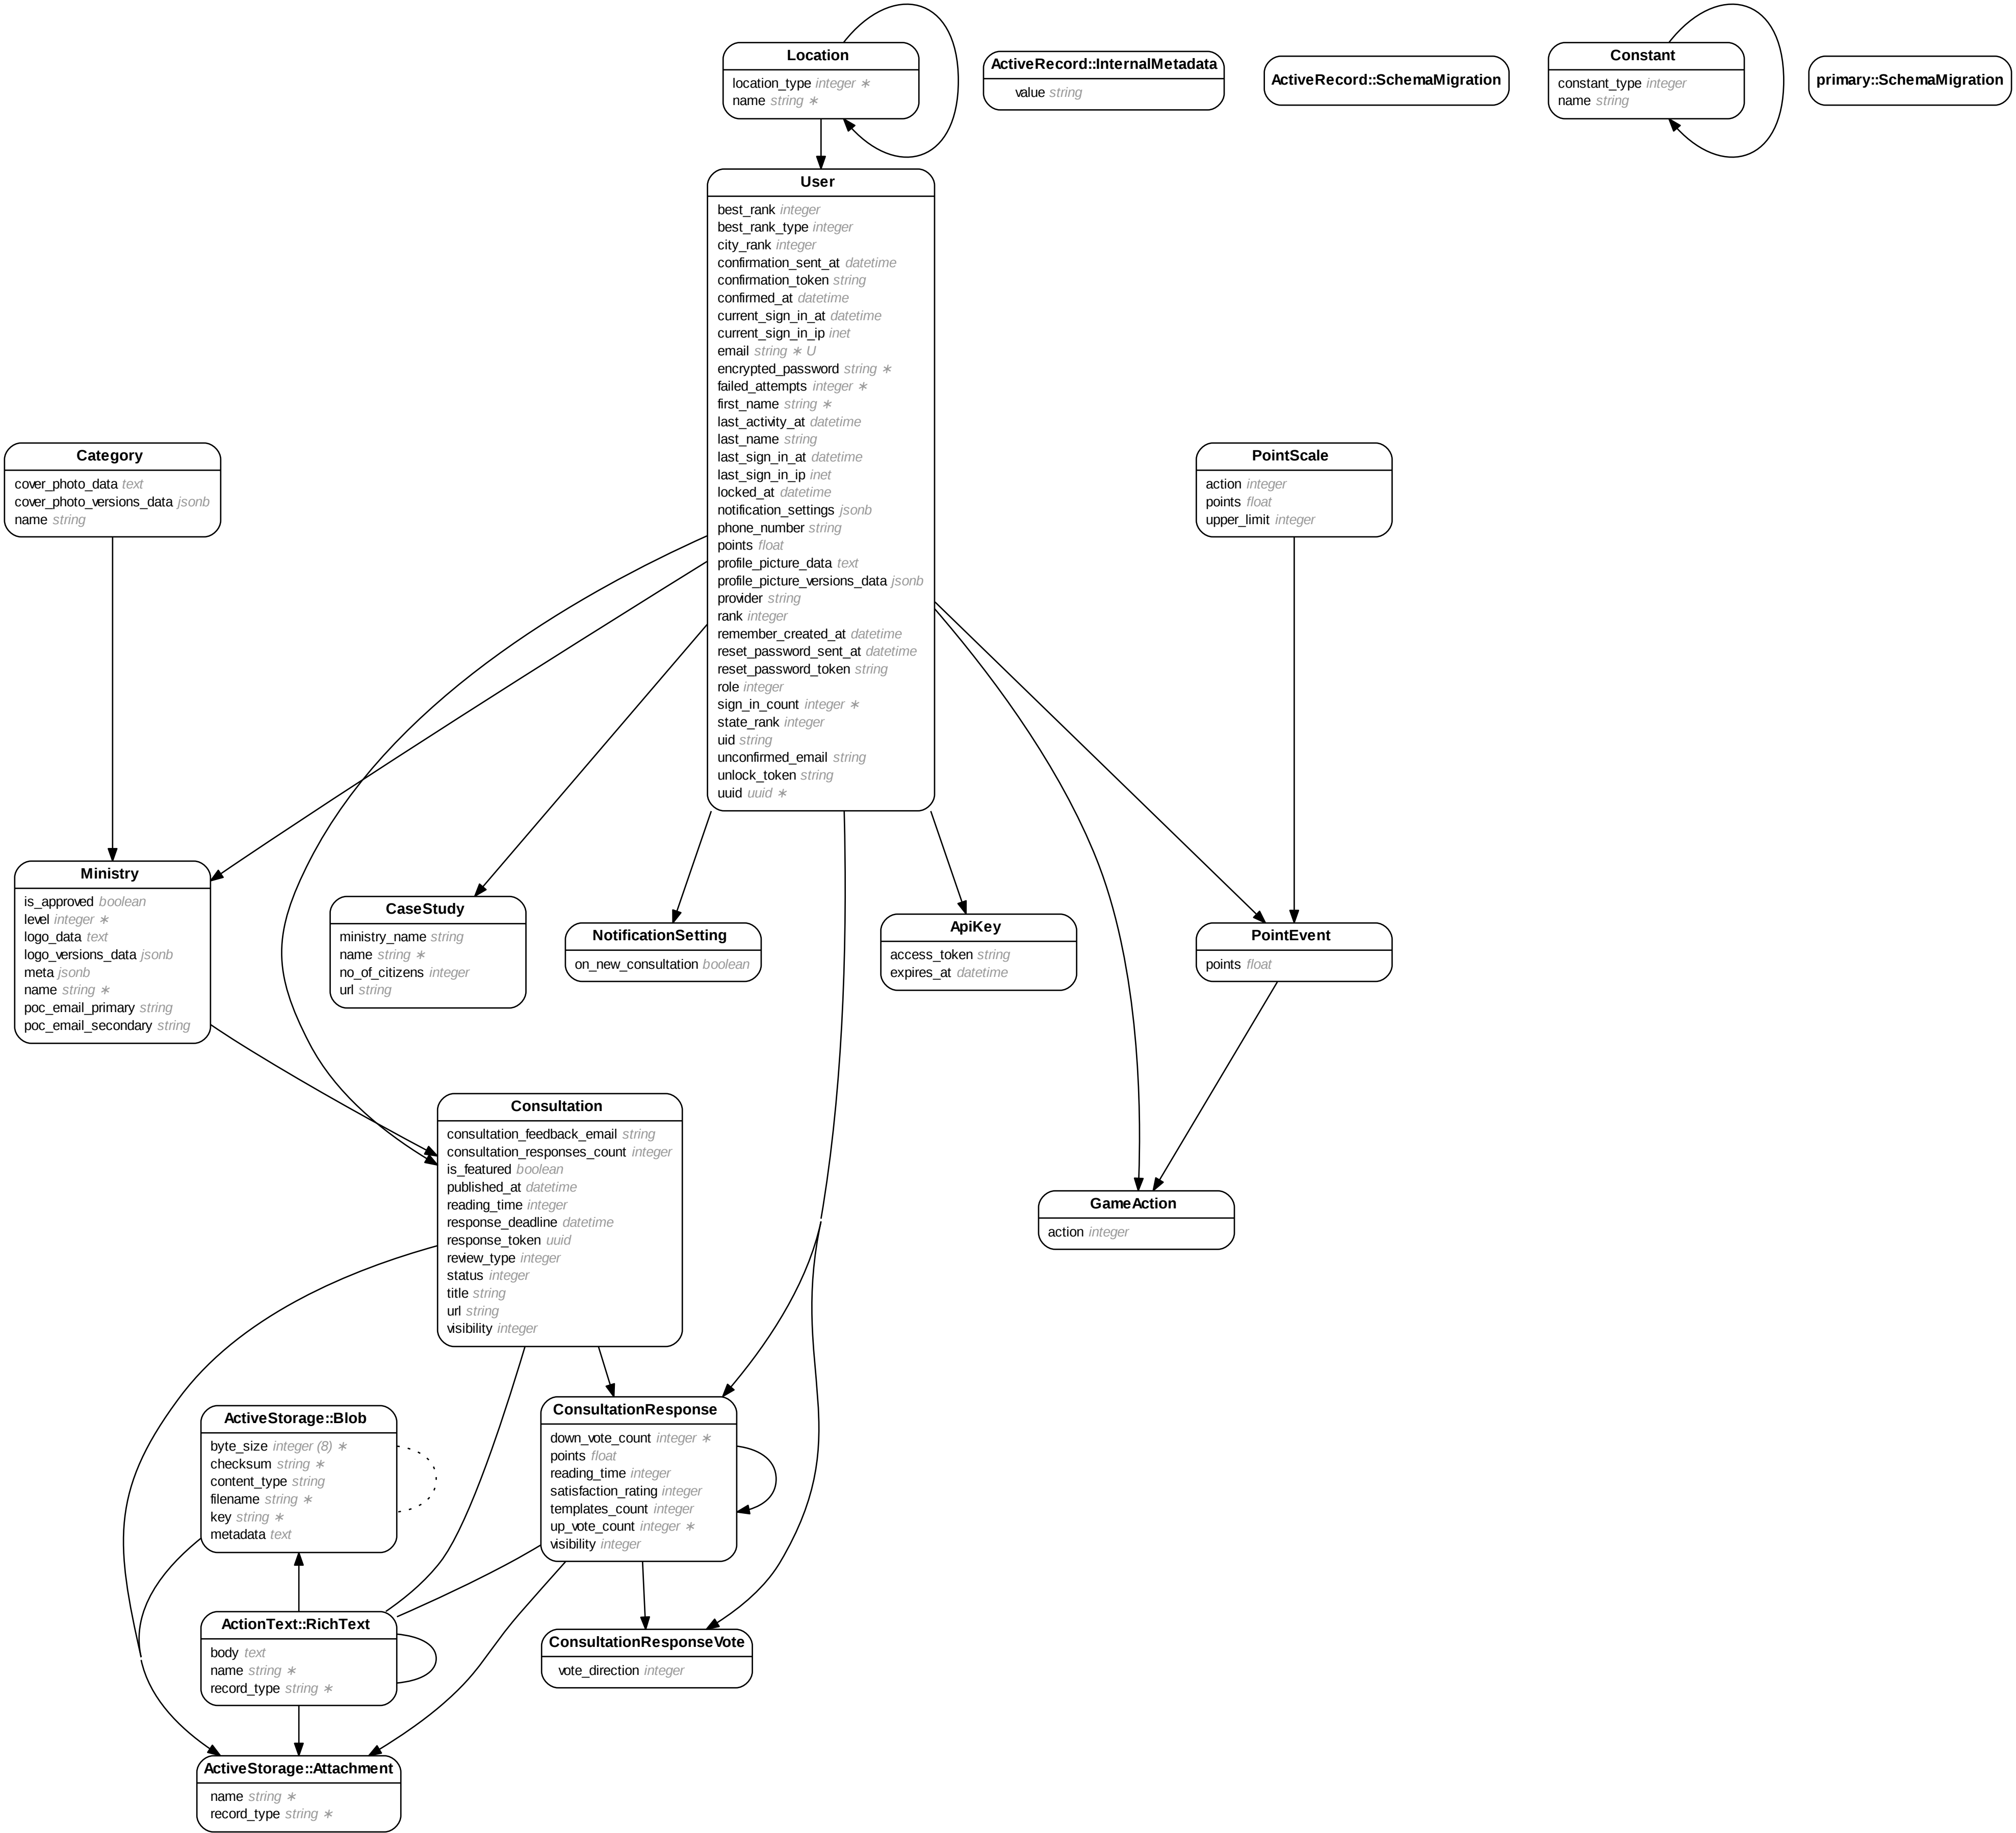 Location
location_type integer ∗
name string ∗
ActiveRecord::InternalMetadata
value string
ActiveRecord::SchemaMigration
Constant
constant_type integer
name string
primary::SchemaMigration
User
best_rank integer
best_rank_type integer
city_rank integer
confirmation_sent_at datetime
confirmation_token string
confirmed_at datetime
current_sign_in_at datetime
current_sign_in_ip inet
email string ∗ U
encrypted_password string ∗
failed_attempts integer ∗
first_name string ∗
last_activity_at datetime
last_name string
last_sign_in_at datetime
last_sign_in_ip inet
locked_at datetime
notification_settings jsonb
phone_number string
points float
profile_picture_data text
profile_picture_versions_data jsonb
provider string
rank integer
remember_created_at datetime
reset_password_sent_at datetime
reset_password_token string
role integer
sign_in_count integer ∗
state_rank integer
uid string
unconfirmed_email string
unlock_token string
uuid uuid ∗
Category
cover_photo_data text
cover_photo_versions_data jsonb
name string
PointScale
action integer
points float
upper_limit integer
Ministry
is_approved boolean
level integer ∗
logo_data text
logo_versions_data jsonb
meta jsonb
name string ∗
poc_email_primary string
poc_email_secondary string
CaseStudy
ministry_name string
name string ∗
no_of_citizens integer
url string
NotificationSetting
on_new_consultation boolean
ApiKey
access_token string
expires_at datetime
PointEvent
points float
Consultation
consultation_feedback_email string
consultation_responses_count integer
is_featured boolean
published_at datetime
reading_time integer
response_deadline datetime
response_token uuid
review_type integer
status integer
title string
url string
visibility integer
GameAction
action integer
ActiveStorage::Blob
byte_size integer (8) ∗
checksum string ∗
content_type string
filename string ∗
key string ∗
metadata text
ConsultationResponse
down_vote_count integer ∗
points float
reading_time integer
satisfaction_rating integer
templates_count integer
up_vote_count integer ∗
visibility integer
ActionText::RichText
body text
name string ∗
record_type string ∗
ConsultationResponseVote
vote_direction integer
ActiveStorage::Attachment
name string ∗
record_type string ∗